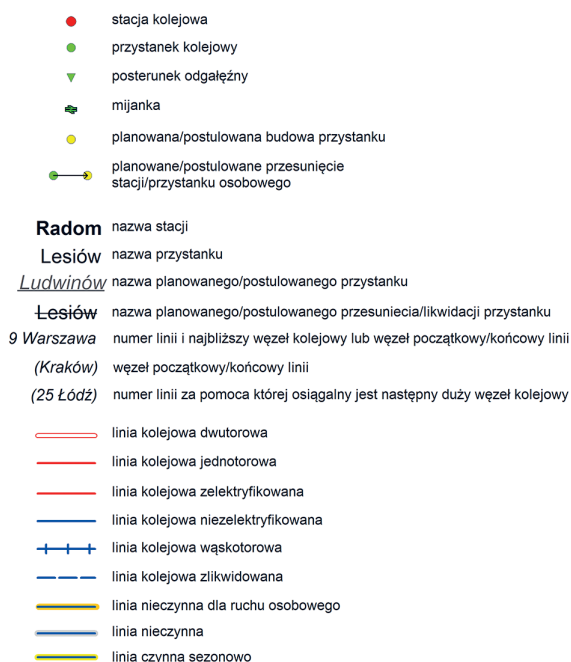 stacja kolejowa
przystanek kolejowy
posterunek odgałęźny
mijanka
planowana/postulowana budowa przystanku
planowane/postulowane przesunięcie
stacji/przystanku osobowego
Radom nazwa stacji
Lesiów nazwa przystanku
Ludwinów nazwa planowanego/postulowanego przystanku
Lesiów nazwa planowanego/postulowanego przesuniecia/likwidacji przystanku
9 Warszawa numer linii i najbliższy węzeł kolejowy lub węzeł początkowy/końcowy linii
(Kraków) węzeł początkowy/końcowy linii
(25 Łódź) numer linii za pomoca której osiągalny jest następny duży węzeł kolejowy
linia kolejowa dwutorowa
linia kolejowa jednotorowa
linia kolejowa zelektryfikowana
linia kolejowa niezelektryfikowana
linia kolejowa wąskotorowa
linia kolejowa zlikwidowana
linia nieczynna dla ruchu osobowego
linia nieczynna
linia czynna sezonowo